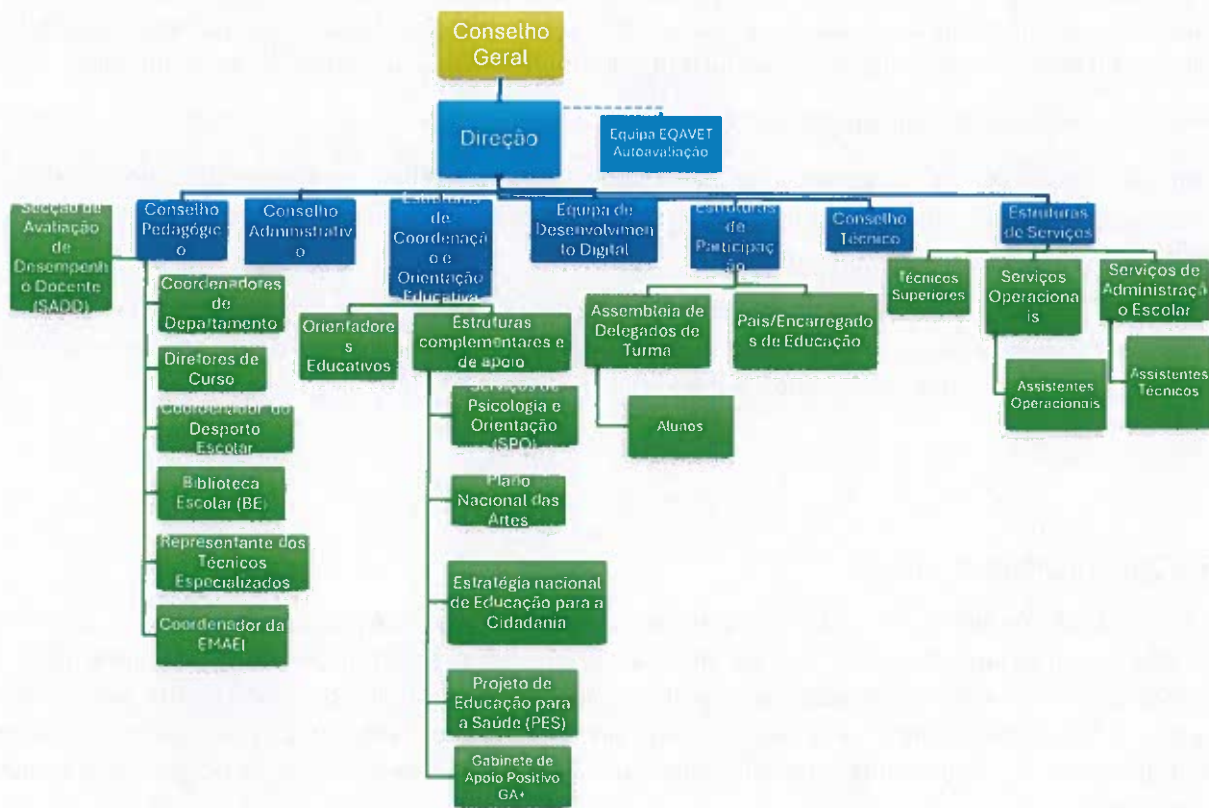 Conselho
Geral
Direção
Equipa EQAVET
Autoavaliação
Secção de
Avaliação
de
Desempenh
o Docente
(SADD)
Conselho
Pedagógic
o
Conselho
Administrativ
o
Estruturas
de
Coordenaçã
o e
Orientação
Educativa
Equipa de
Desenvolvimen
to Digital
Estruturas
de
Participaç
ão
Conselho
Técnico
Estruturas
de Serviços
Coordenadores
de
Departamento
Diretores de
Curso
Coordenador do
Desporto
Escolar
Biblioteca
Escolar (BE)
Representante dos
Técnicos
Especializados
Coordenador da
EMAEI
Orientadore
s
Educativos
Estruturas
complementares e
de apoio
Serviços de
Psicologia e
Orientação
(SPO)
Plano
Nacional das
Artes
Estratégia nacional
de Educação para a
Cidadania
Projeto de
Educação para
a Saúde (PES)
Gabinete de
Apoio Positivo
GA+
Assembleia de
Delegados de
Turma
Alunos
Pais/Encarregado
s de Educação
Técnicos
Superiores
Serviços
Operaciona
is
Assistentes
Operacionais
Serviços de
Administraçã
o Escolar
Assistentes
Técnicos